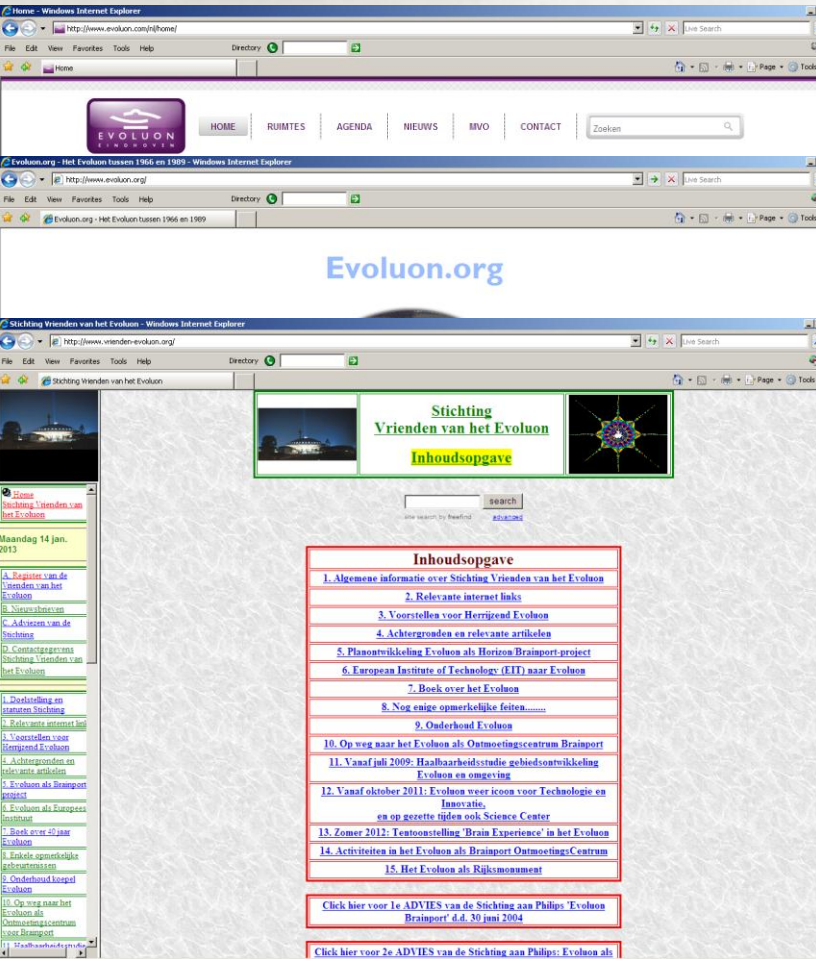 Home - Windows Internet Explorer
http://www.evoluon.com/nl/home/
Live Search
File Edit View Favorites Tools Help Directory
Home
Page Tools
EVOLUON
EINDHOVEN
HOME RUIMTES AGENDA NIEUWS MVO CONTACT Zoeken
Evoluon.org - Het Evoluon tussen 1966 en 1989 - Windows Internet Explorer
http://www.evoluon.org/
Live Search
File Edit View Favorites Tools Help Directory
Evoluon.org - Het Evoluon tussen 1966 en 1989
Page Tools
Evoluon.org
Stichting Vrienden van het Evoluon - Windows Internet Explorer
http://www.vrienden-evoluon.org/
Live Search
File Edit View Favorites Tools Help Directory
Stichting Vrienden van het Evoluon
Page Tools
Home
Stichting Vrienden van
het Evoluon
Maandag 14 jan.
2013
A. Register van de
Vrienden van het
Evoluon
B. Nieuwsbrieven
C. Adviezen van de
Stichting
D. Contactgegevens
Stichting Vrienden van
het Evoluon
1. Doelstelling en
statuten Stichting
2. Relevante internet lin
3. Voorstellen voor
Herrijzend Evoluon
4. Achtergronden en
relevante artikelen
5. Evoluon als Brainport
project
6. Evoluon als Europees
Instituut
7. Boek over 40 jaar
Evoluon
8. Enkele opmerkelijke
gebeurtenissen
9. Onderhoud koepel
Evoluon
10. Op weg naar het
Evoluon als
Ontmoetingscentrum
voor Brainport
11. Haalbaarheidsstudie
Stichting
Vrienden van het Evoluon
Inhoudsopgave
search
site search by freefind advanced
Inhoudsopgave
1. Algemene informatie over Stichting Vrienden van het Evoluon
2. Relevante internet links
3. Voorstellen voor Herrijzend Evoluon
4. Achtergronden en relevante artikelen
5. Planontwikkeling Evoluon als Horizon/Brainport-project
6. European Institute of Technology (EIT) naar Evoluon
7. Boek over het Evoluon
8. Nog enige opmerkelijke feiten........
9. Onderhoud Evoluon
10. Op weg naar het Evoluon als Ontmoetingscentrum Brainport
11. Vanaf juli 2009: Haalbaarheidsstudie gebiedsontwikkeling
Evoluon en omgeving
12. Vanaf oktober 2011: Evoluon weer icoon voor Technologie en
Innovatie,
en op gezette tijden ook Science Center
13. Zomer 2012: Tentoonstelling 'Brain Experience' in het Evoluon
14. Activiteiten in het Evoluon als Brainport OntmoetingsCentrum
15. Het Evoluon als Rijksmonument
Click hier voor 1e ADVIES van de Stichting aan Philips 'Evoluon
Brainport' d.d. 30 juni 2004
Click hier voor 2e ADVIES van de Stichting aan Philips: Evoluon als